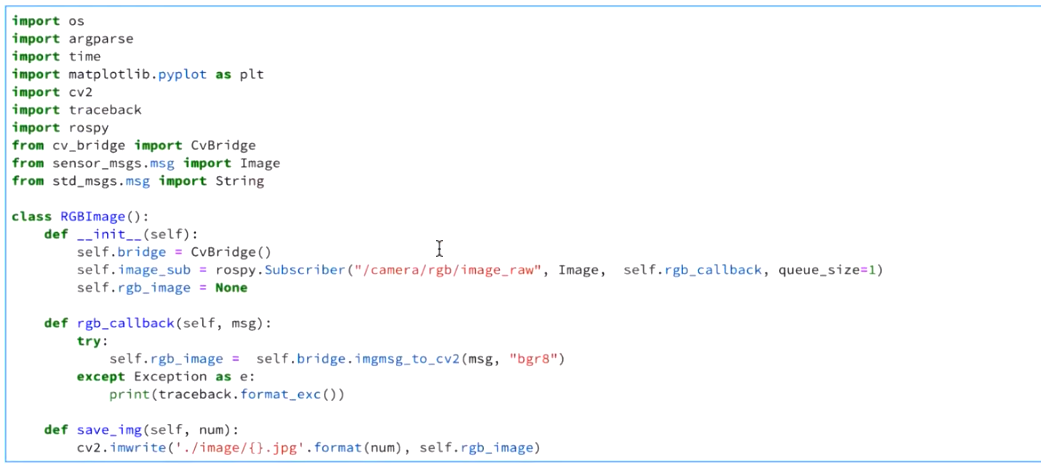 import os
import argparse
import time
import matplotlib.pyplot as plt
import cv2
import traceback
import rospy
from cv_bridge import CvBridge
from sensor_msgs.msg import Image
from std_msgs.msg import String

class RGBImage():
    def __init__(self):
        self.bridge = CvBridge()
        self.image_sub = rospy.Subscriber("/camera/rgb/image_raw", Image,  self.rgb_callback, queue_size=1)
        self.rgb_image = None

    def rgb_callback(self, msg):
        try:
            self.rgb_image =  self.bridge.imgmsg_to_cv2(msg, "bgr8")
        except Exception as e:
            print(traceback.format_exc())

    def save_img(self, num):
        cv2.imwrite('./image/{}.jpg'.format(num), self.rgb_image)